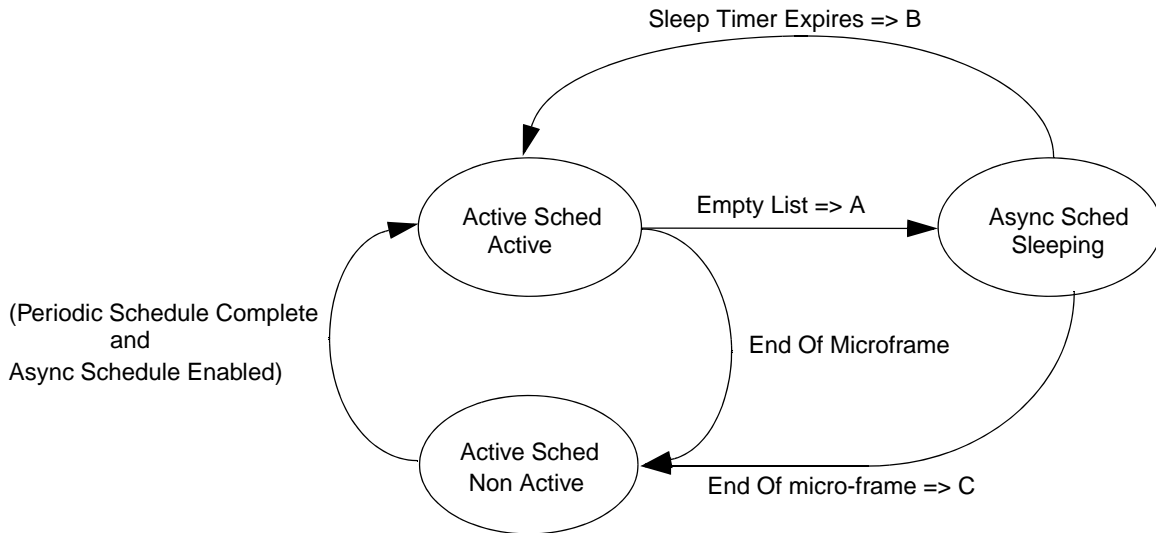 Sleep Timer Expires => B
Active Sched
Active
Empty List => A
Async Sched
Sleeping
(Periodic Schedule Complete
and
Async Schedule Enabled)
End Of Microframe
Active Sched
Non Active
End Of micro-frame => C